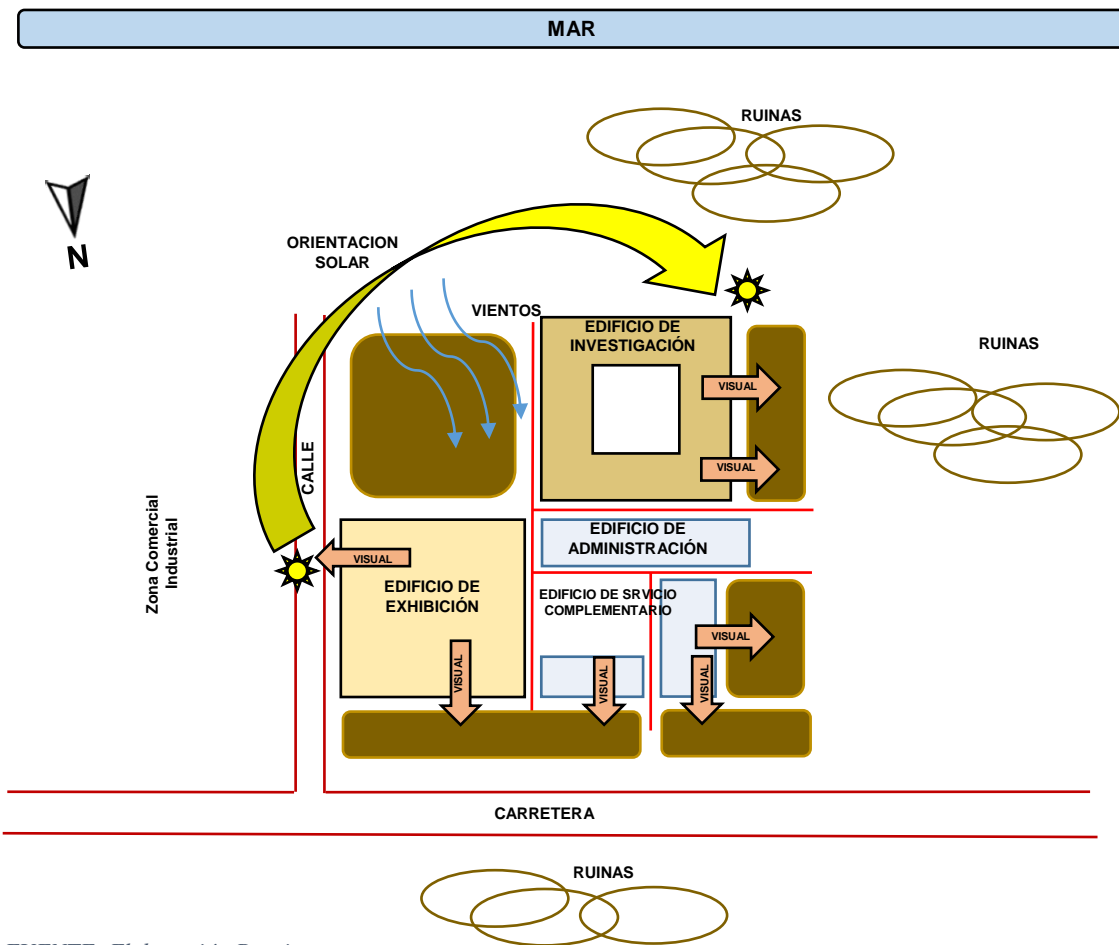 MAR
RUINAS
N
ORIENTACION
SOLAR
VIENTOS
EDIFICIO DE
INVESTIGACIÓN
RUINAS
VISUAL
VISUAL
CALLE
Zona Comercial
Industrial
EDIFICIO DE
ADMINISTRACIÓN
VISUAL
EDIFICIO DE
EXHIBICIÓN
EDIFICIO DE SRVICIO
COMPLEMENTARIO
VISUAL
VISUAL
VISUAL
VISUAL
CARRETERA
RUINAS